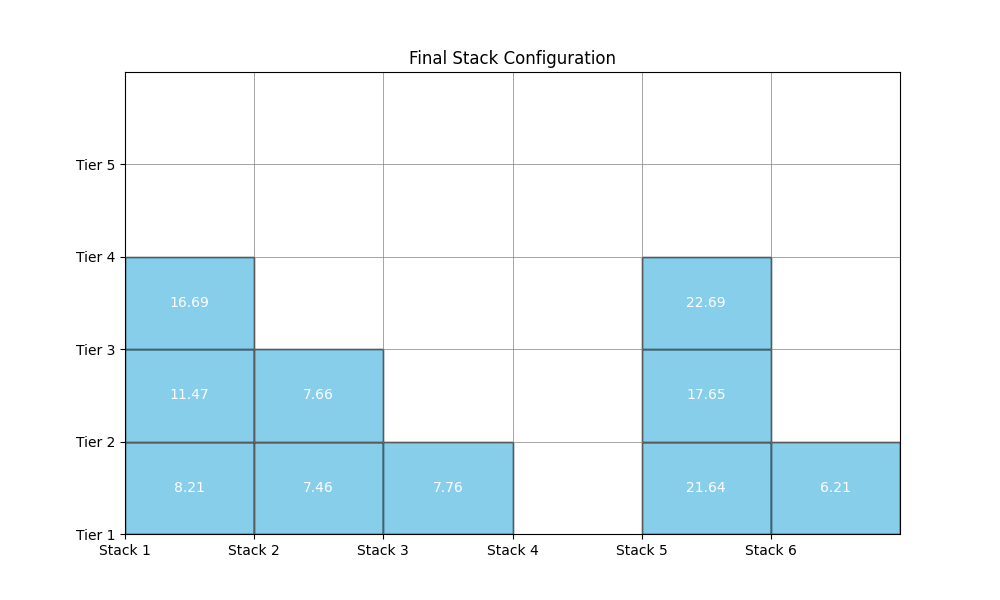 Final Stack Configuration
Tier 5
Tier 4
16.69 22.69
Tier 3
11.47 7.66 17.65
Tier 2
8.21 7.46 7.76 21.64 6.21
Tier 1
Stack 1 Stack 2 Stack 3 Stack 4 Stack 5 Stack 6